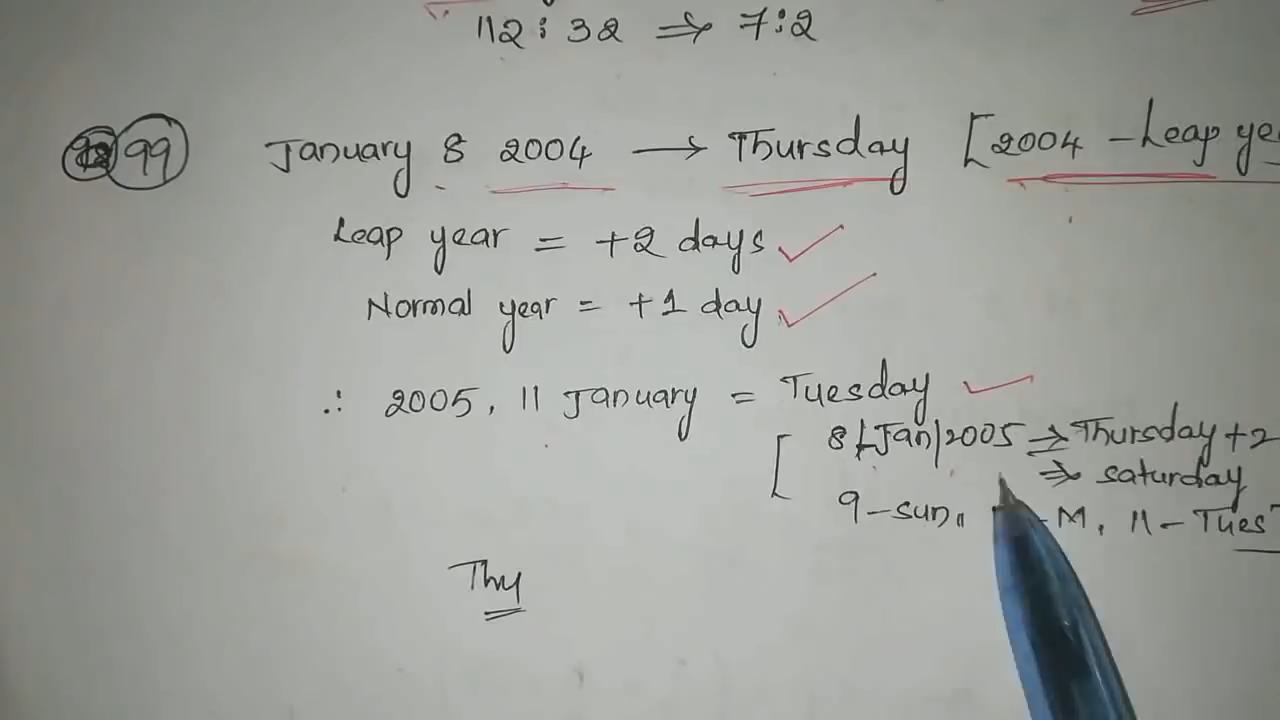 112 : 32 ⇒ 7:2
99 January 8 2004 → Thursday [2004 - Leap ye
Leap year = +2 days ✓
Normal year = +1 day ✓
∴ 2005, 11 January = Tuesday ✓
[ 8/Jan/2005 ⇒ Thursday + 2
⇒ saturday
9 - sun, - M, 11 - Tues